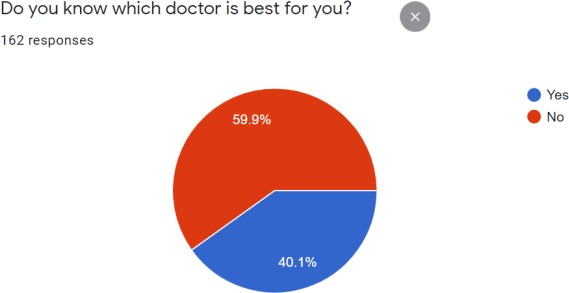 Do you know which doctor is best for you?
162 responses
Yes
No
59.9%
40.1%